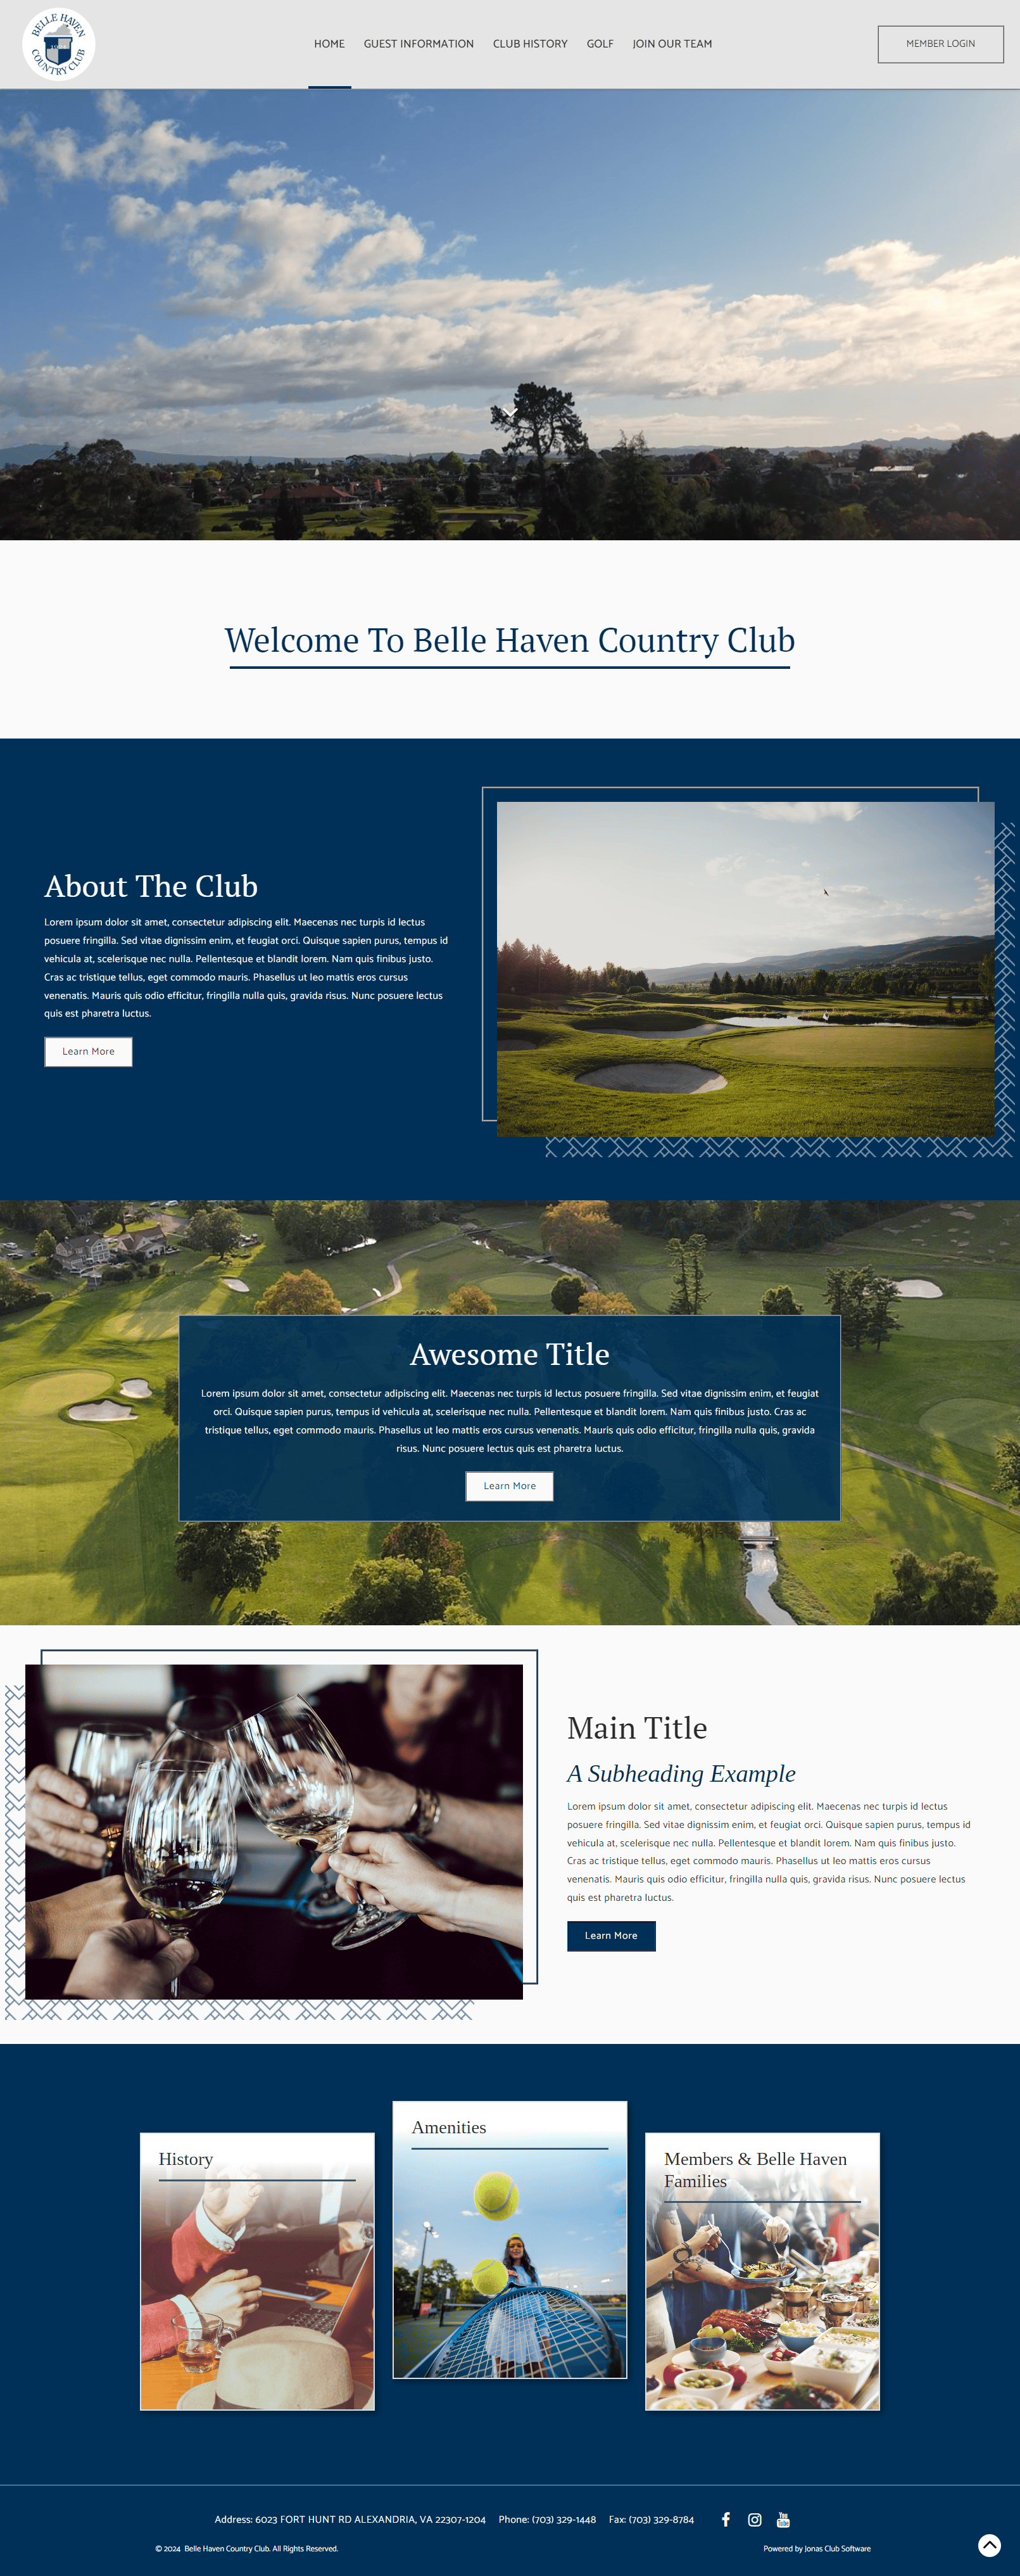 BELLE HAVEN
COUNTRY CLUB
HOME GUEST INFORMATION CLUB HISTORY GOLF JOIN OUR TEAM
MEMBER LOGIN
Welcome To Belle Haven Country Club
About The Club
Lorem ipsum dolor sit amet, consectetur adipiscing elit. Maecenas nec turpis id lectus
posuere fringilla. Sed vitae dignissim enim, et feugiat orci. Quisque sapien purus, tempus id
vehicula at, scelerisque nec nulla. Pellentesque et blandit lorem. Nam quis finibus justo.
Cras ac tristique tellus, eget commodo mauris. Phasellus ut leo mattis eros cursus
venenatis. Mauris quis odio efficitur, fringilla nulla quis, gravida risus. Nunc posuere lectus
quis est pharetra luctus.
Learn More
Awesome Title
Lorem ipsum dolor sit amet, consectetur adipiscing elit. Maecenas nec turpis id lectus posuere fringilla. Sed vitae dignissim enim, et feugiat
orci. Quisque sapien purus, tempus id vehicula at, scelerisque nec nulla. Pellentesque et blandit lorem. Nam quis finibus justo. Cras ac
tristique tellus, eget commodo mauris. Phasellus ut leo mattis eros cursus venenatis. Mauris quis odio efficitur, fringilla nulla quis, gravida
risus. Nunc posuere lectus quis est pharetra luctus.
Learn More
Main Title
A Subheading Example
Lorem ipsum dolor sit amet, consectetur adipiscing elit. Maecenas nec turpis id lectus
posuere fringilla. Sed vitae dignissim enim, et feugiat orci. Quisque sapien purus, tempus id
vehicula at, scelerisque nec nulla. Pellentesque et blandit lorem. Nam quis finibus justo.
Cras ac tristique tellus, eget commodo mauris. Phasellus ut leo mattis eros cursus
venenatis. Mauris quis odio efficitur, fringilla nulla quis, gravida risus. Nunc posuere lectus
quis est pharetra luctus.
Learn More
History
Amenities
Members & Belle Haven
Families
Address: 6023 FORT HUNT RD ALEXANDRIA, VA 22307-1204 Phone: (703) 329-1448 Fax: (703) 329-8784
You
Tube
© 2024 Belle Haven Country Club. All Rights Reserved.
Powered by Jonas Club Software